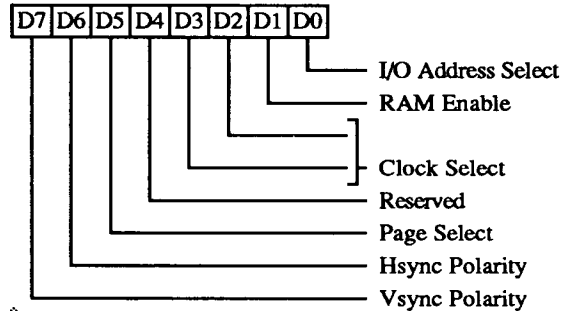 D7 D6 D5 D4 D3 D2 D1 D0
I/O Address Select
RAM Enable
Clock Select
Reserved
Page Select
Hsync Polarity
Vsync Polarity